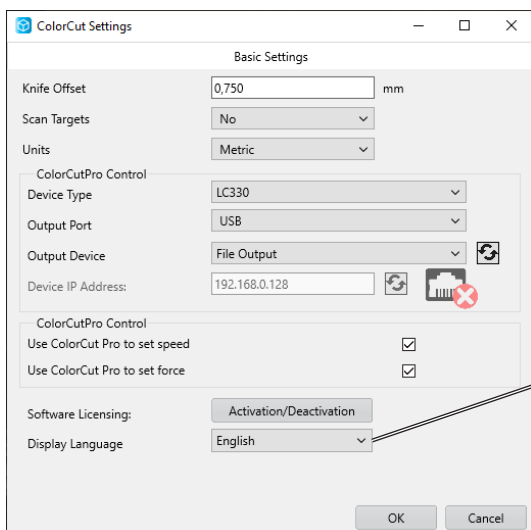 ColorCut Settings
Basic Settings
Knife Offset 0,750 mm
Scan Targets No
Units Metric
ColorCutPro Control
Device Type LC330
Output Port USB
Output Device File Output
Device IP Address: 192.168.0.128
ColorCutPro Control
Use ColorCut Pro to set speed
Use ColorCut Pro to set force
Software Licensing: Activation/Deactivation
Display Language English
OK Cancel